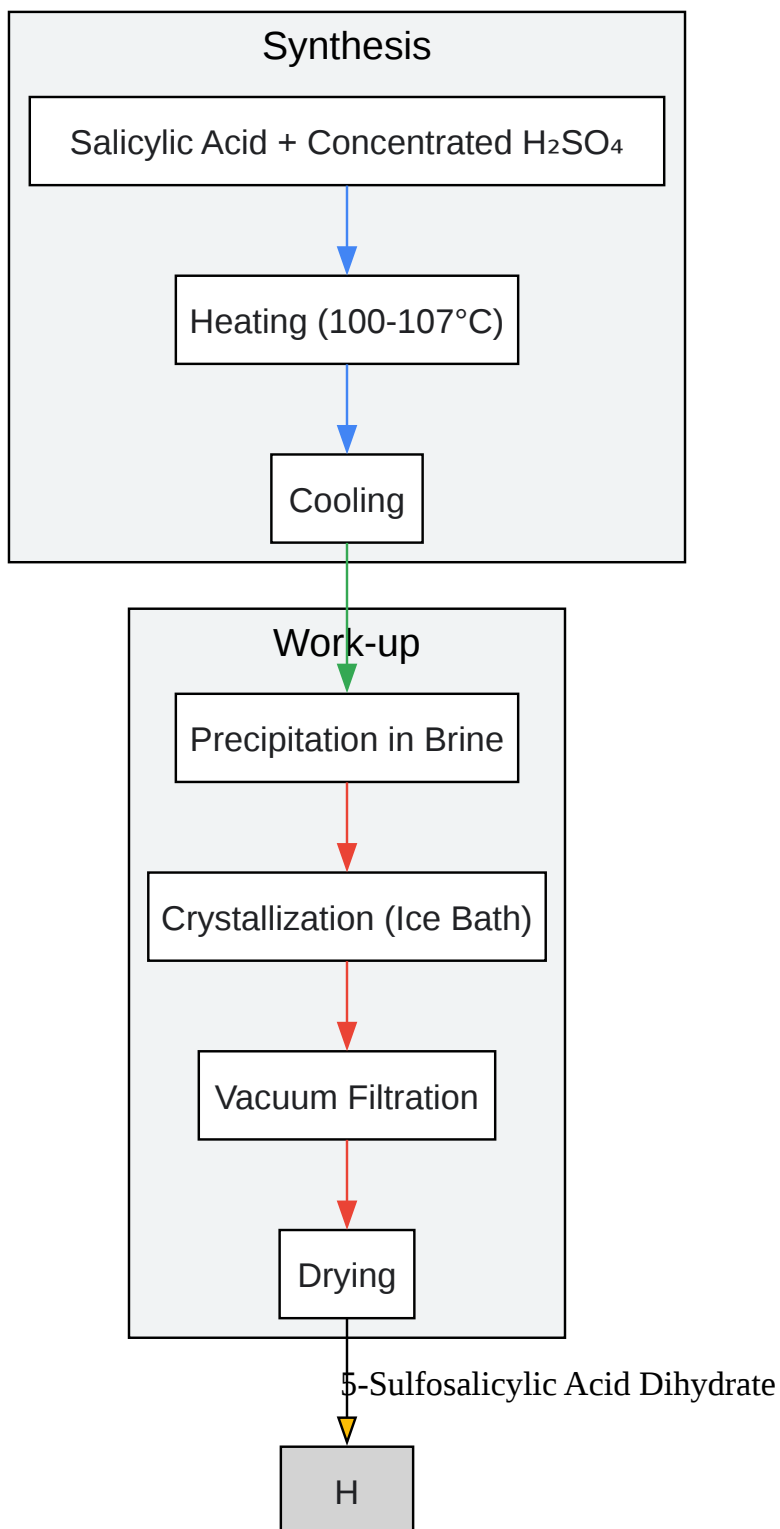 Synthesis
Salicylic Acid + Concentrated H₂SO₄
Heating (100-107°C)
Cooling
Work-up
Precipitation in Brine
Crystallization (Ice Bath)
Vacuum Filtration
Drying
5-Sulfosalicylic Acid Dihydrate
H